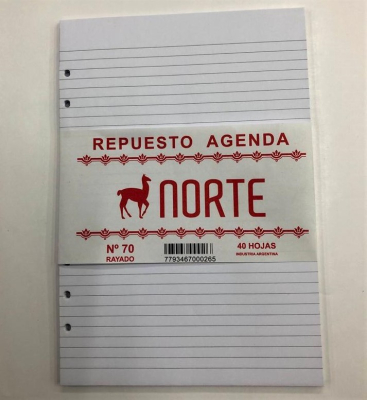 REPUESTO AGENDA
NORTE
Nº 70
RAYADO
7793467000265
40 HOJAS
INDUSTRIA ARGENTINA